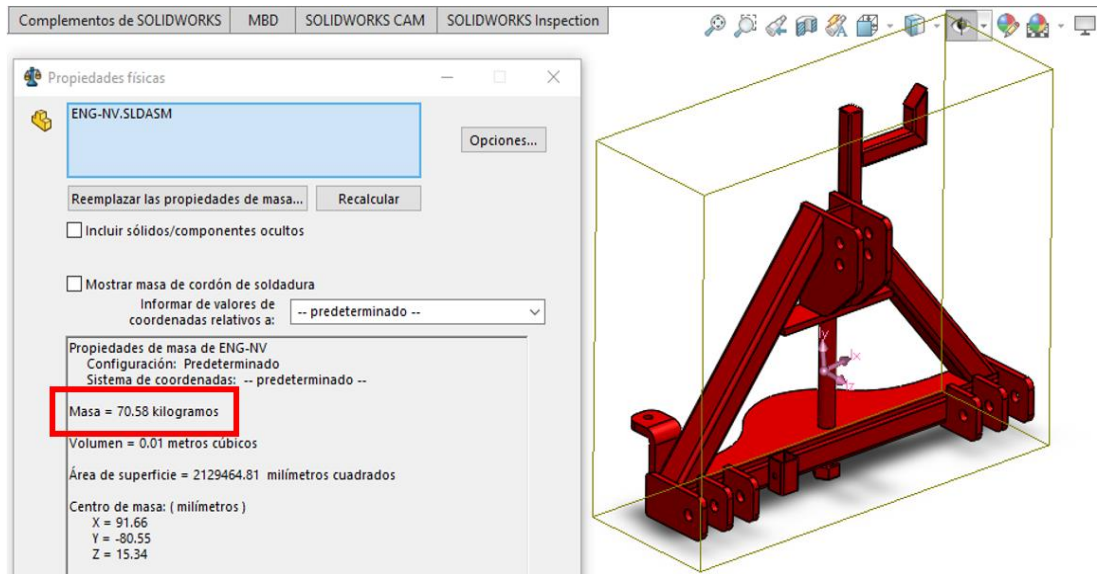 Complementos de SOLIDWORKS MBD SOLIDWORKS CAM SOLIDWORKS Inspection
Propiedades físicas
ENG-NV.SLDASM
Opciones...
Reemplazar las propiedades de masa... Recalcular
Incluir sólidos/componentes ocultos
Mostrar masa de cordón de soldadura
Informar de valores de
coordenadas relativos a:
-- predeterminado --
Propiedades de masa de ENG-NV
Configuración: Predeterminado
Sistema de coordenadas: -- predeterminado --
Masa = 70.58 kilogramos
Volumen = 0.01 metros cúbicos
Área de superficie = 2129464.81 milímetros cuadrados
Centro de masa: ( milímetros )
X = 91.66
Y = -80.55
Z = 15.34